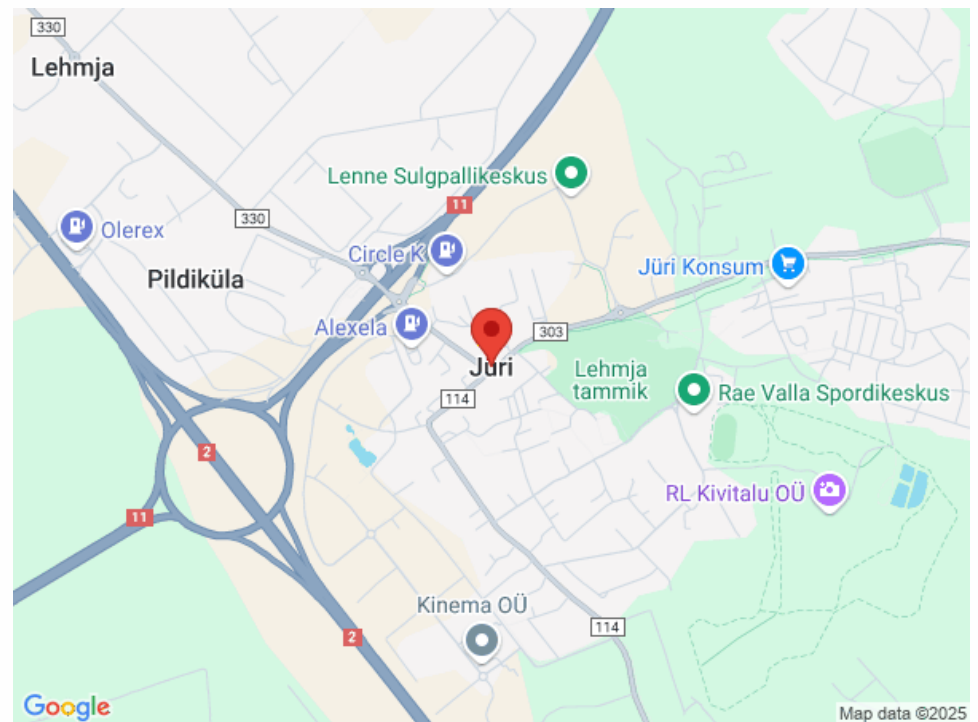 330
Lehmja
Lenne Sulgpallikeskus
11
330
Olerex
Circle K
Jüri Konsum
Pildiküla
Alexela
303
Jüri
Lehmja
tammik
114
Rae Valla Spordikeskus
2
RL Kivitalu OÜ
11
Kinema OÜ
114
2
Google
Map data ©2025